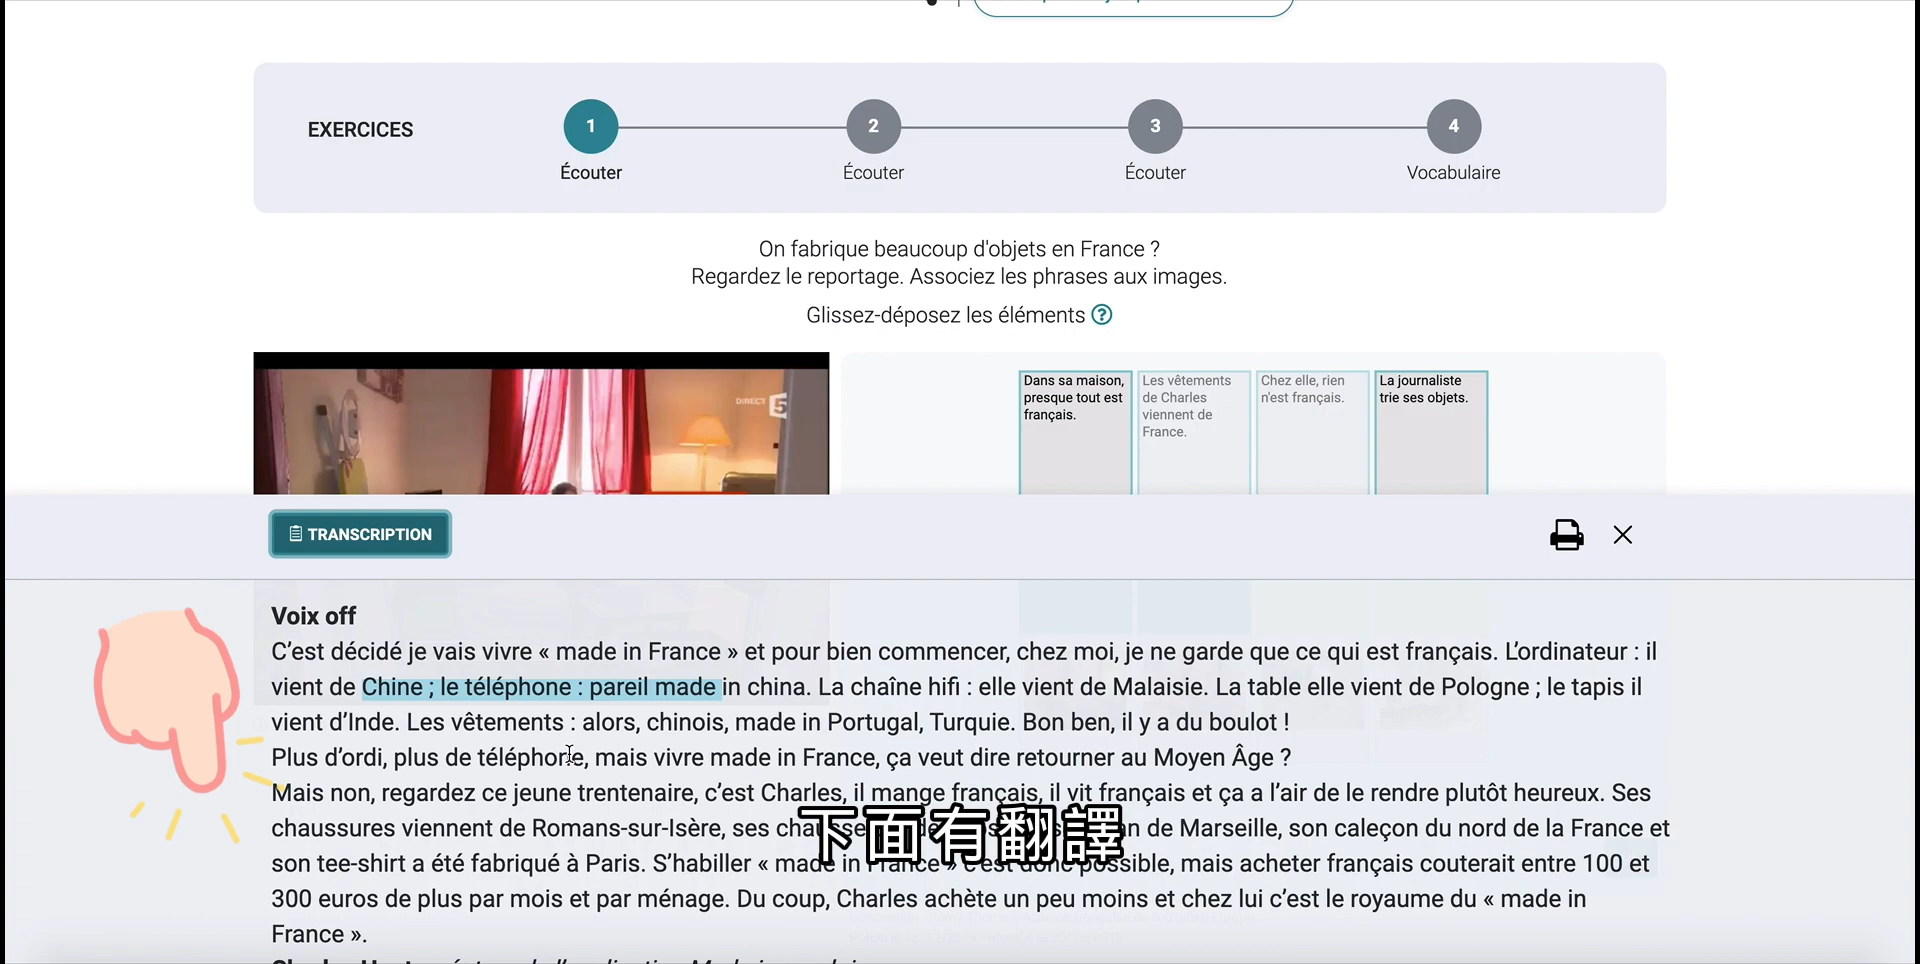 EXERCICES
1
2
3
4
Écouter
Écouter
Écouter
Vocabulaire
On fabrique beaucoup d'objets en France ?
Regardez le reportage. Associez les phrases aux images.
Glissez-déposez les éléments ?
DIRECT 5
Dans sa maison,
presque tout est
français.
Les vêtements
de Charles
viennent de
France.
Chez elle, rien
n'est français.
La journaliste
trie ses objets.
TRANSCRIPTION
Voix off
C'est décidé je vais vivre « made in France » et pour bien commencer, chez moi, je ne garde que ce qui est français. L'ordinateur : il
vient de Chine ; le téléphone : pareil made in china. La chaîne hifi : elle vient de Malaisie. La table elle vient de Pologne ; le tapis il
vient d'Inde. Les vêtements : alors, chinois, made in Portugal, Turquie. Bon ben, il y a du boulot !
Plus d'ordi, plus de téléphone, mais vivre made in France, ça veut dire retourner au Moyen Âge ?
Mais non, regardez ce jeune trentenaire, c'est Charles, il mange français, il vit français et ça a l'air de le rendre plutôt heureux. Ses
chaussures viennent de Romans-sur-Isère, ses de Marseille, son caleçon du nord de la France et
son tee-shirt a été fabriqué à Paris. S'habiller « made in France » c'est donc possible, mais acheter français couterait entre 100 et
300 euros de plus par mois et par ménage. Du coup, Charles achète un peu moins et chez lui c'est le royaume du « made in
France ».
下面有翻譯